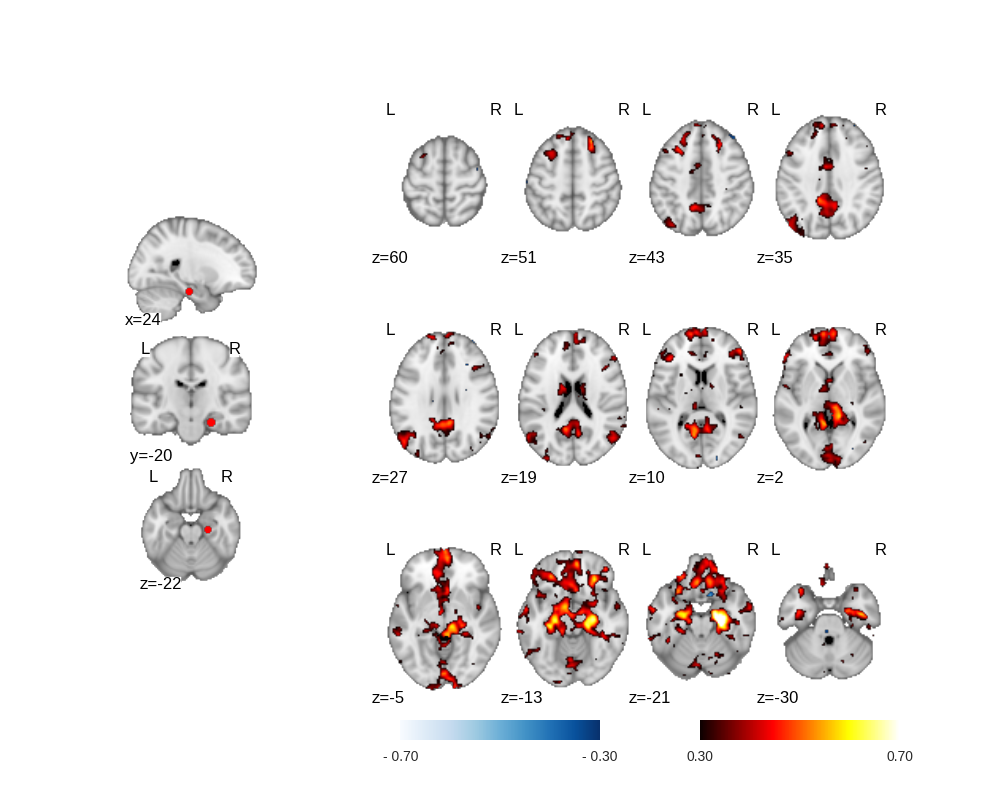 L R L R L R L R
z=60 z=51 z=43 z=35
x=24
L R
y=-20
L R
z=-22
L R L R L R L R
z=27 z=19 z=10 z=2
L R L R L R L R
z=-5 z=-13 z=-21 z=-30
- 0.70 - 0.30 0.30 0.70